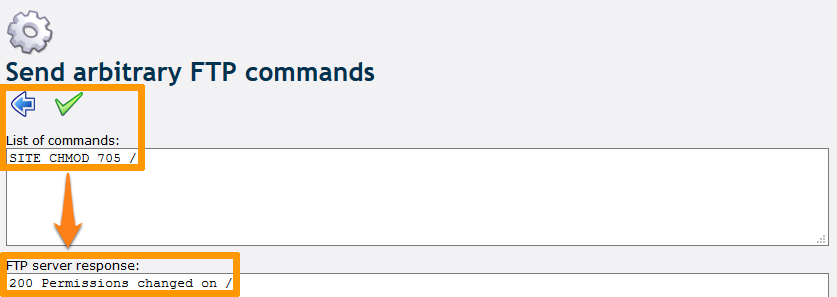 Send arbitrary FTP commands
List of commands:
SITE CHMOD 705 /
FTP server response:
200 Permissions changed on /